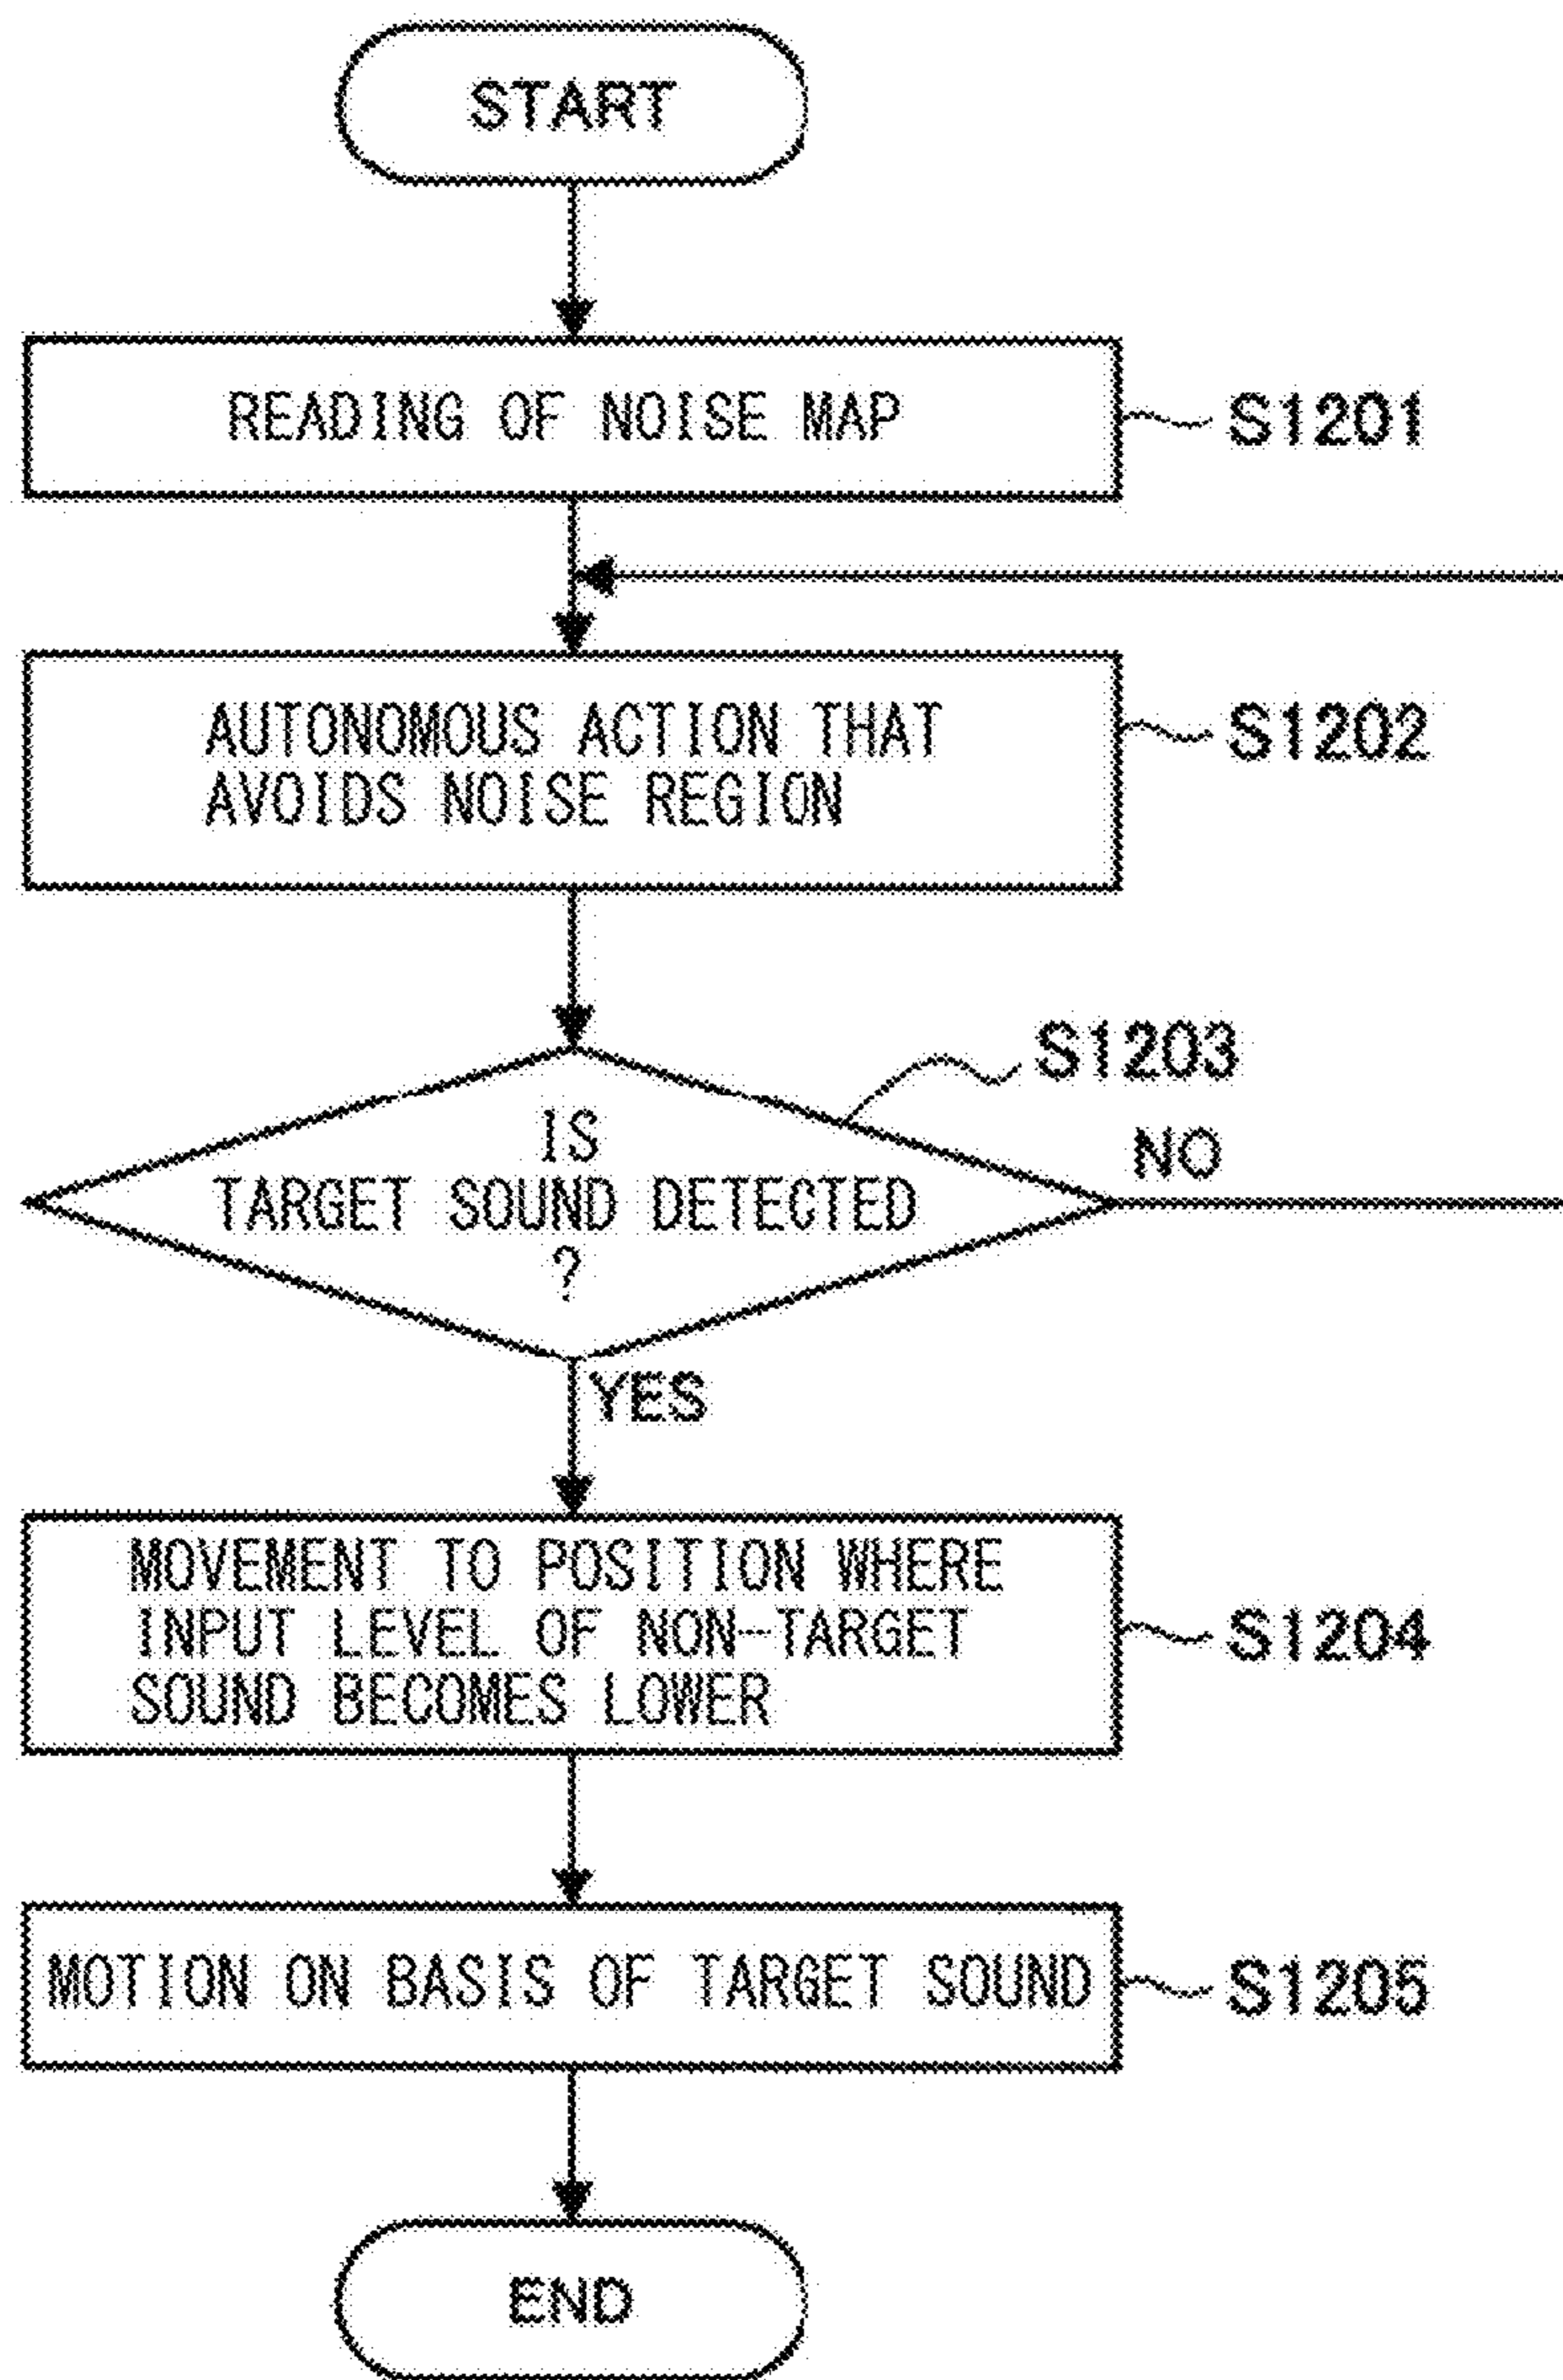 START
READING OF NOISE MAP
S1201
AUTONOMOUS ACTION THAT
AVOIDS NOISE REGION
S1202
S1203
IS
TARGET SOUND DETECTED
?
NO
YES
MOVEMENT TO POSITION WHERE
INPUT LEVEL OF NON-TARGET
SOUND BECOMES LOWER
S1204
MOTION ON BASIS OF TARGET SOUND
S1205
END